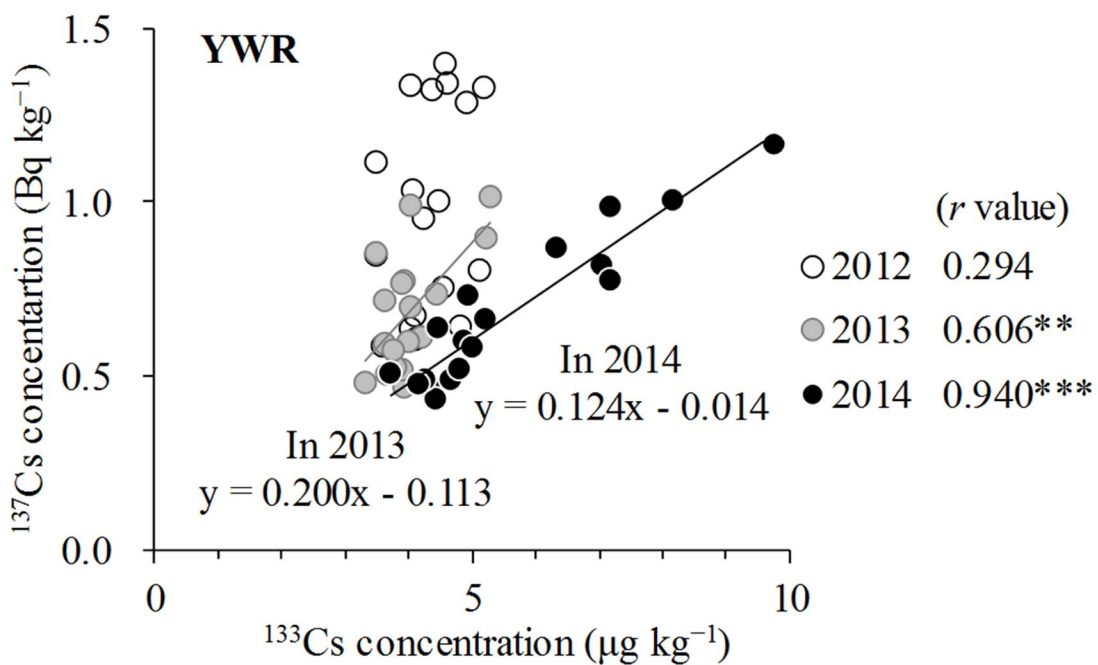 YWR
1.5
1.0
0.5
0.0
¹³⁷Cs concentartion (Bq kg⁻¹)
(r value)
2012 0.294
2013 0.606**
2014 0.940***
In 2014
y = 0.124x - 0.014
In 2013
y = 0.200x - 0.113
0 5 10
¹³³Cs concentration (μg kg⁻¹)